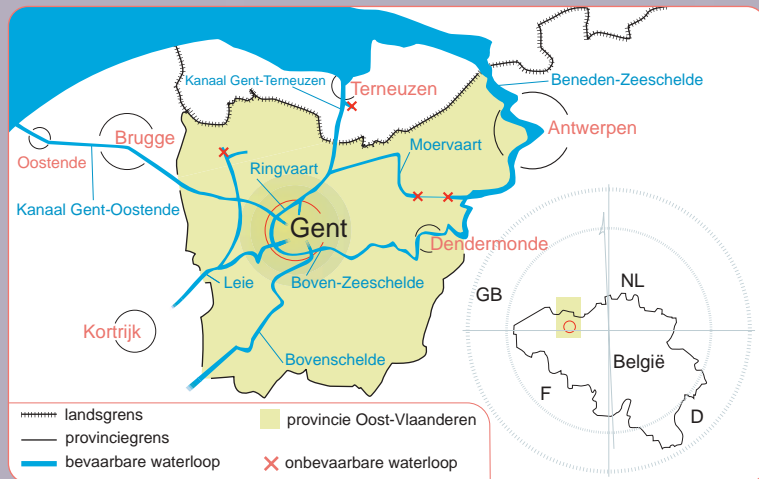 Kanaal Gent-Terneuzen
Terneuzen
Beneden-Zeeschelde
Antwerpen
Brugge
Oostende
Moervaart
Ringvaart
Kanaal Gent-Oostende
Gent
Dendermonde
Leie
Boven-Zeeschelde
Kortrijk
Bovenschelde
GB
NL
België
F
D
landsgrens
provinciegrens
bevaarbare waterloop
provincie Oost-Vlaanderen
onbevaarbare waterloop